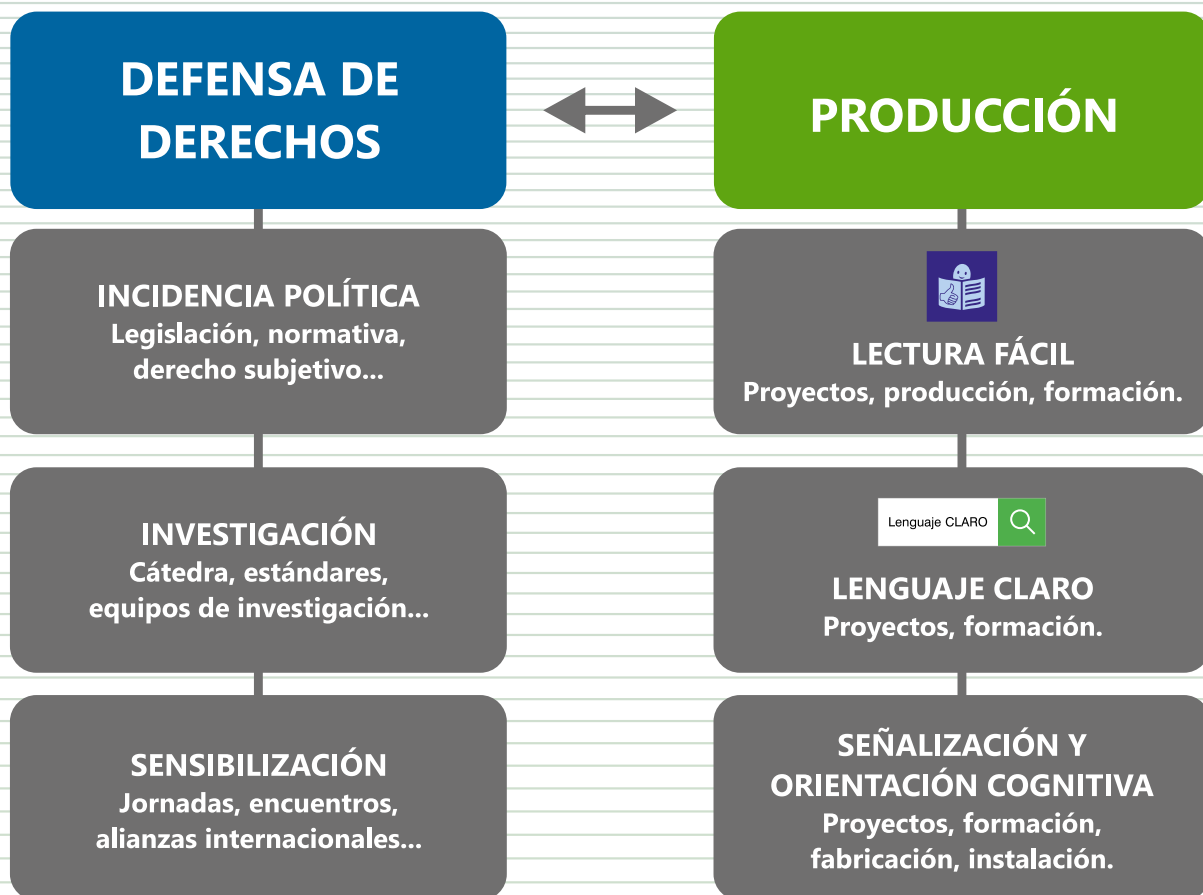 DEFENSA DE
DERECHOS
INCIDENCIA POLÍTICA
Legislación, normativa,
derecho subjetivo...
INVESTIGACIÓN
Cátedra, estándares,
equipos de investigación...
SENSIBILIZACIÓN
Jornadas, encuentros,
alianzas internacionales...
PRODUCCIÓN
LECTURA FÁCIL
Proyectos, producción, formación.
Lenguaje CLARO
LENGUAJE CLARO
Proyectos, formación.
SEÑALIZACIÓN Y
ORIENTACIÓN COGNITIVA
Proyectos, formación,
fabricación, instalación.